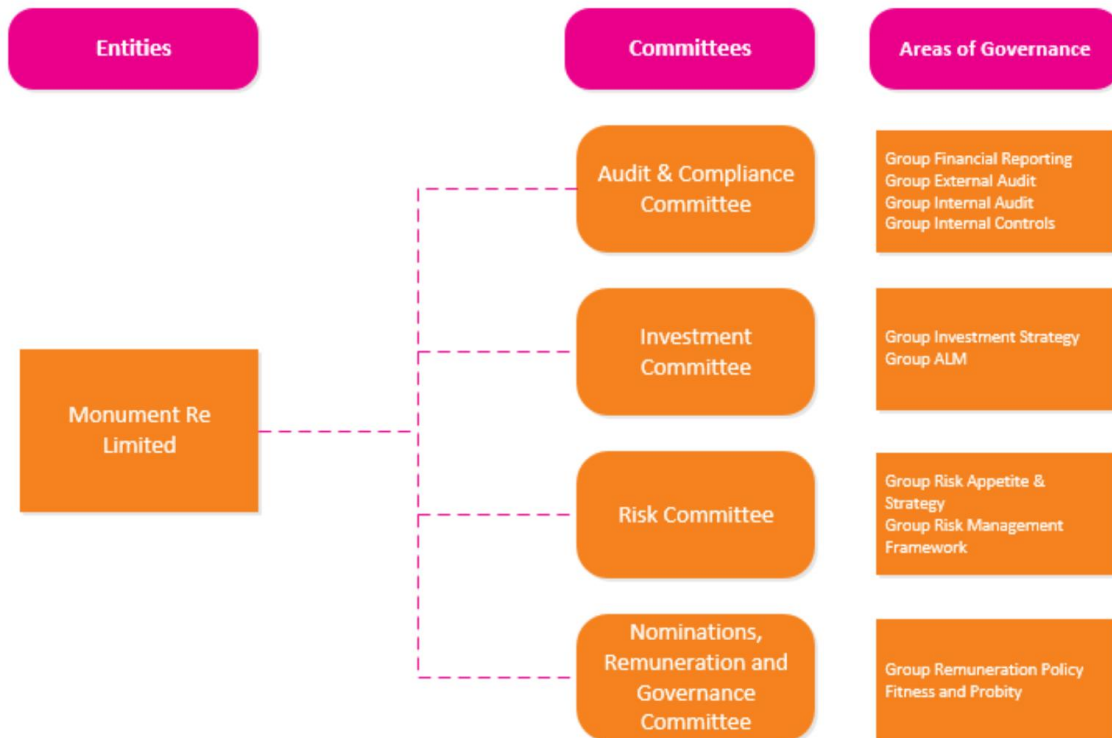 Entities
Committees
Areas of Governance
Audit & Compliance
Committee
Group Financial Reporting
Group External Audit
Group Internal Audit
Group Internal Controls
Investment
Committee
Group Investment Strategy
Group ALM
Monument Re
Limited
Risk Committee
Group Risk Appetite &
Strategy
Group Risk Management
Framework
Nominations,
Remuneration and
Governance
Committee
Group Remuneration Policy
Fitness and Probity